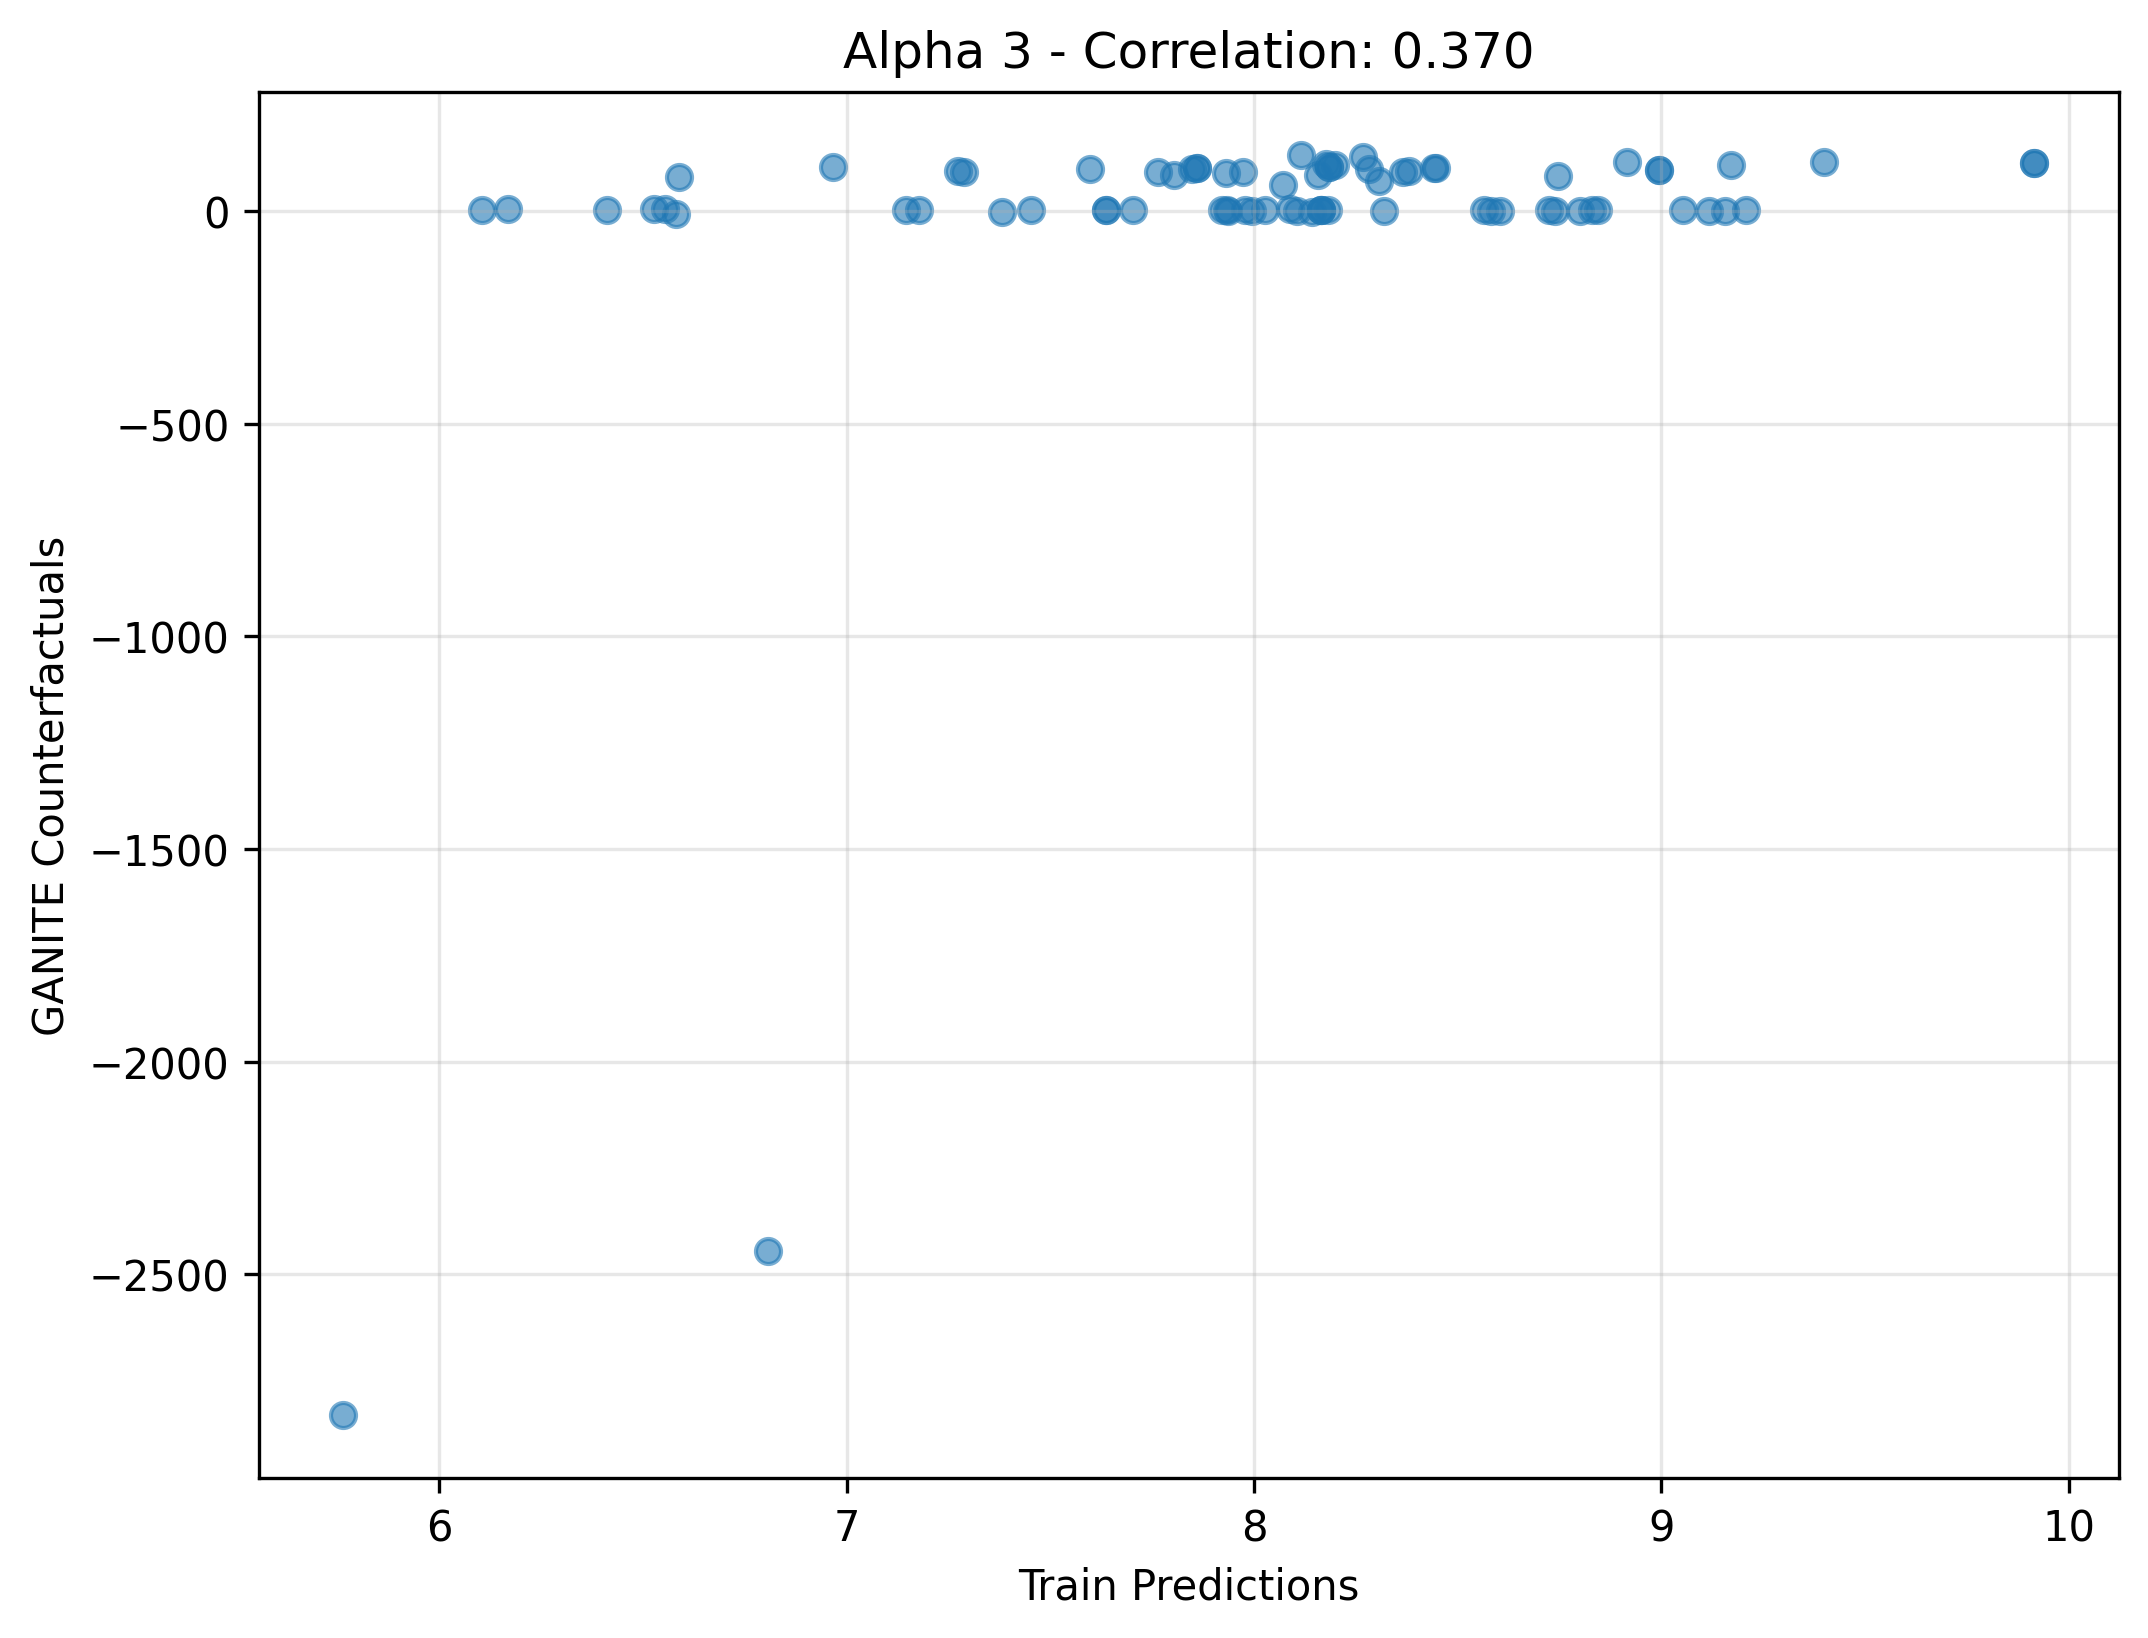 Alpha 3 - Correlation: 0.370
GANITE Counterfactuals
0
−500
−1000
−1500
−2000
−2500
6 7 8 9 10
Train Predictions